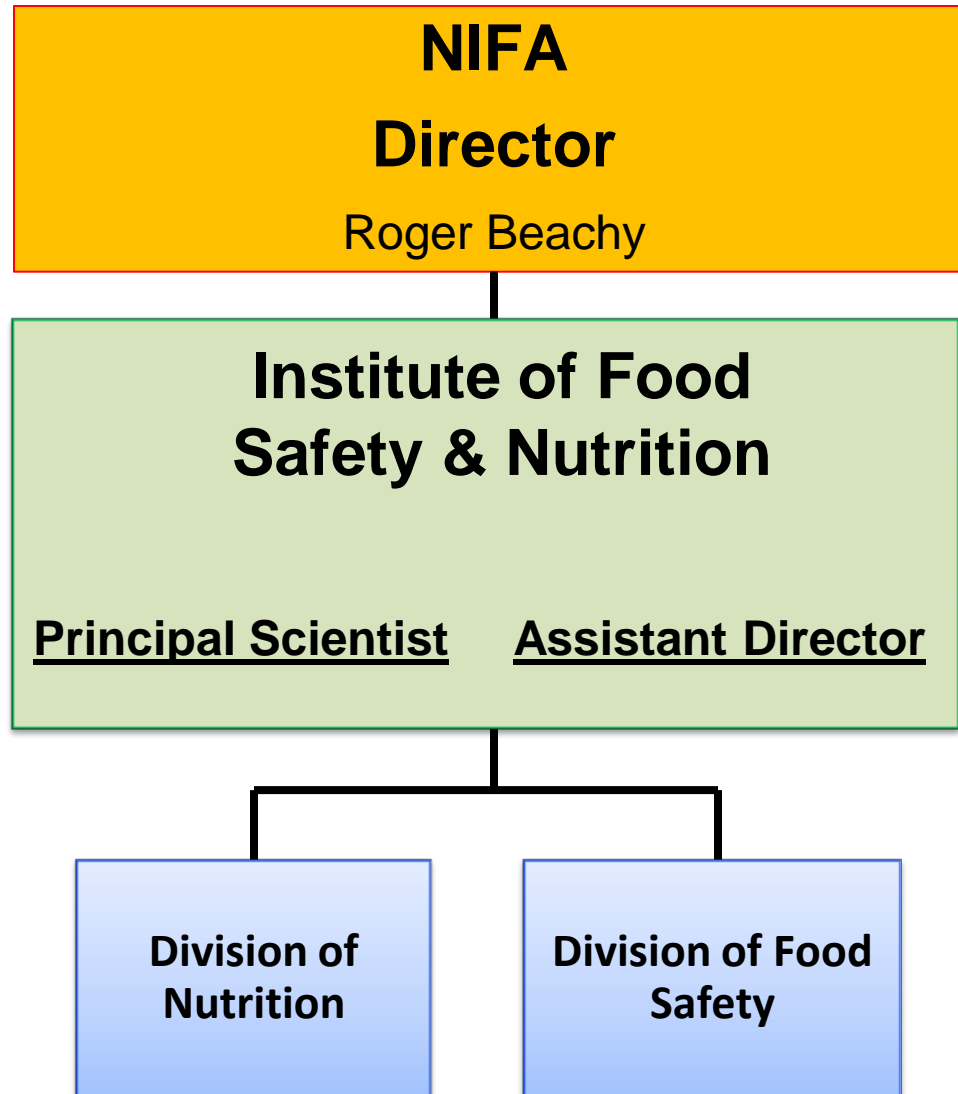 NIFA
Director
Roger Beachy
Institute of Food
Safety & Nutrition
Principal Scientist
Assistant Director
Division of
Nutrition
Division of Food
Safety